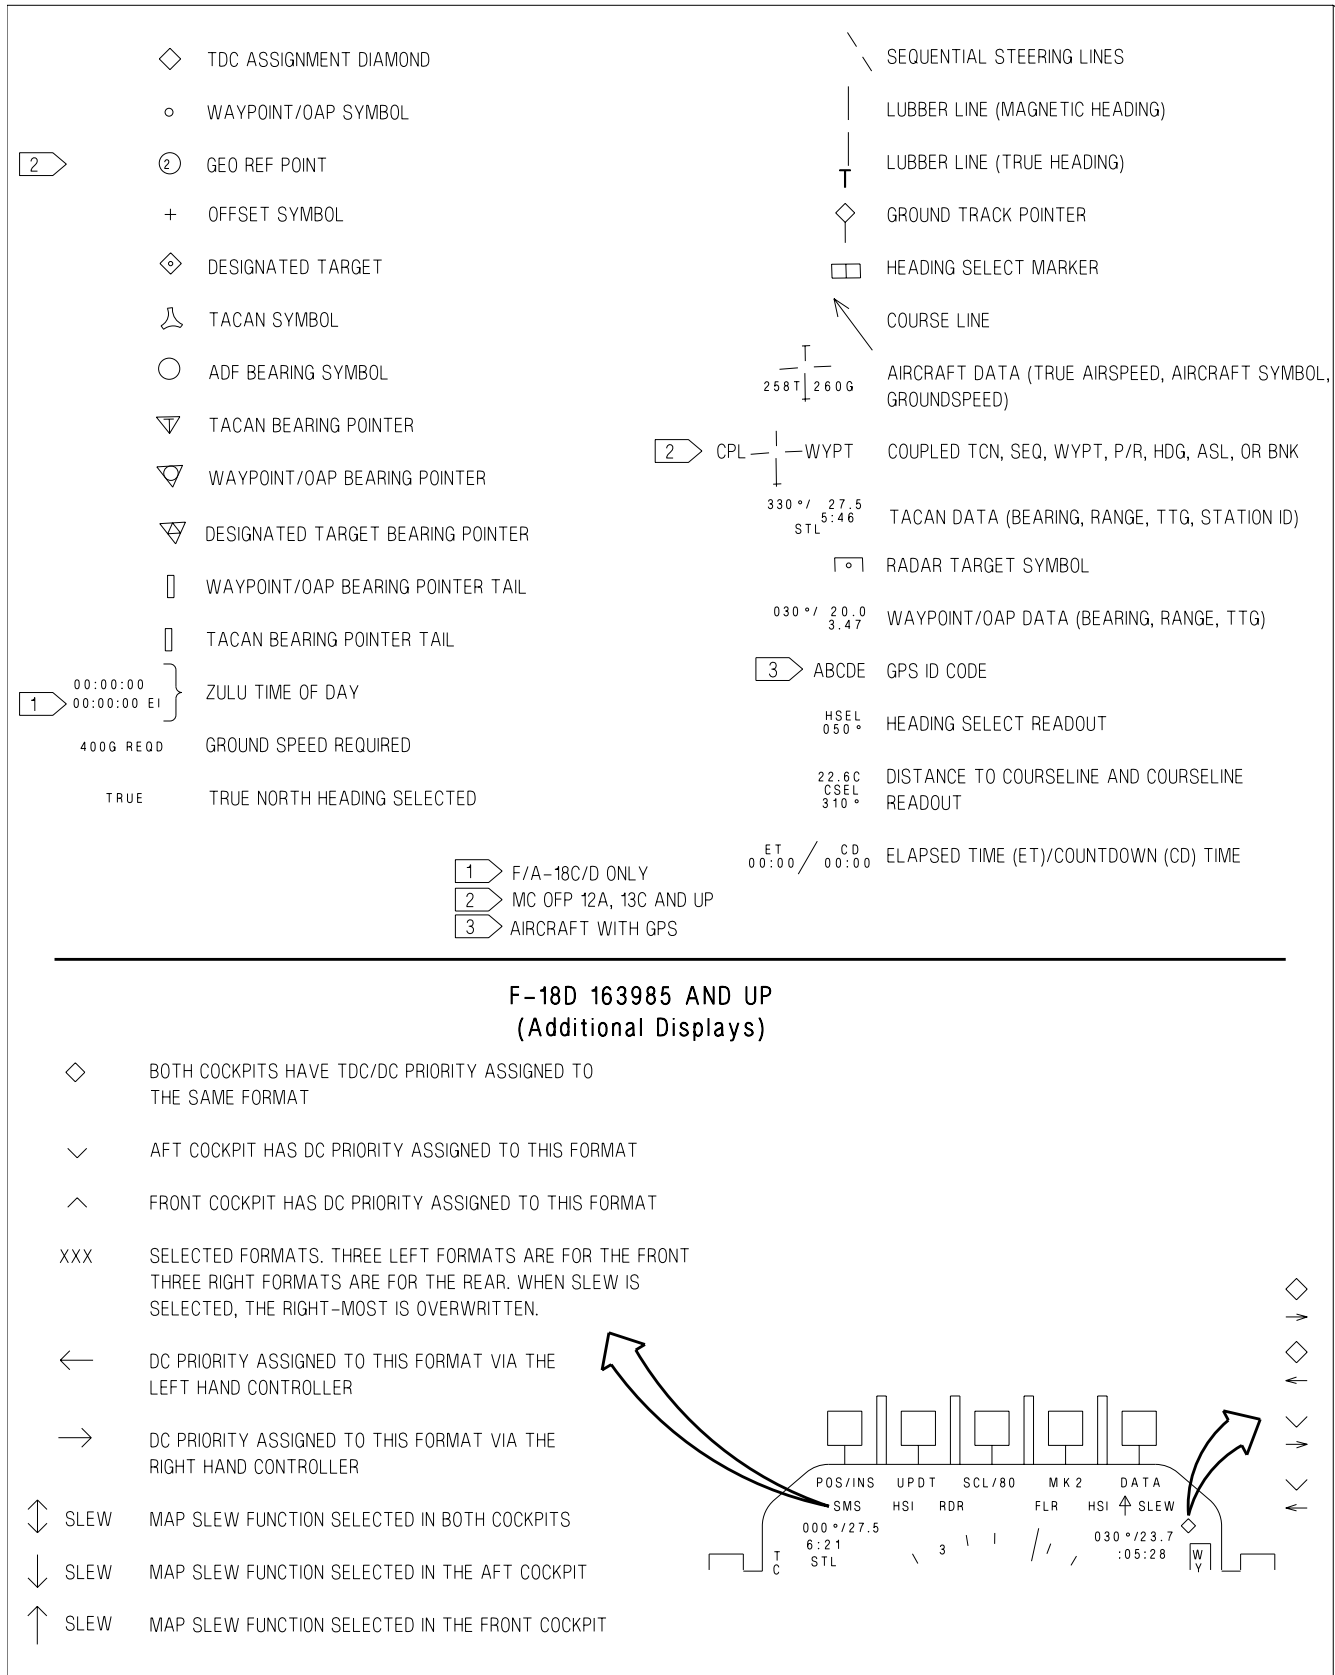 TDC ASSIGNMENT DIAMOND
WAYPOINT/OAP SYMBOL
2 2 GEO REF POINT
OFFSET SYMBOL
DESIGNATED TARGET
TACAN SYMBOL
ADF BEARING SYMBOL
T TACAN BEARING POINTER
WAYPOINT/OAP BEARING POINTER
DESIGNATED TARGET BEARING POINTER
WAYPOINT/OAP BEARING POINTER TAIL
TACAN BEARING POINTER TAIL
00:00:00
1 00:00:00 EI ZULU TIME OF DAY
400G REQD GROUND SPEED REQUIRED
TRUE TRUE NORTH HEADING SELECTED
SEQUENTIAL STEERING LINES
LUBBER LINE (MAGNETIC HEADING)
LUBBER LINE (TRUE HEADING)
T
GROUND TRACK POINTER
HEADING SELECT MARKER
COURSE LINE
T
258T 260G AIRCRAFT DATA (TRUE AIRSPEED, AIRCRAFT SYMBOL,
GROUNDSPEED)
2 CPL WYPT COUPLED TCN, SEQ, WYPT, P/R, HDG, ASL, OR BNK
330°/ 27.5
5:46
STL TACAN DATA (BEARING, RANGE, TTG, STATION ID)
RADAR TARGET SYMBOL
030°/ 20.0
3.47 WAYPOINT/OAP DATA (BEARING, RANGE, TTG)
3 ABCDE GPS ID CODE
HSEL
050° HEADING SELECT READOUT
22.6C
CSEL
310° DISTANCE TO COURSELINE AND COURSELINE
READOUT
ET CD
00:00 / 00:00 ELAPSED TIME (ET)/COUNTDOWN (CD) TIME
1 F/A-18C/D ONLY
2 MC OFP 12A, 13C AND UP
3 AIRCRAFT WITH GPS
F-18D 163985 AND UP
(Additional Displays)
BOTH COCKPITS HAVE TDC/DC PRIORITY ASSIGNED TO
THE SAME FORMAT
AFT COCKPIT HAS DC PRIORITY ASSIGNED TO THIS FORMAT
FRONT COCKPIT HAS DC PRIORITY ASSIGNED TO THIS FORMAT
XXX SELECTED FORMATS. THREE LEFT FORMATS ARE FOR THE FRONT
THREE RIGHT FORMATS ARE FOR THE REAR. WHEN SLEW IS
SELECTED, THE RIGHT-MOST IS OVERWRITTEN.
DC PRIORITY ASSIGNED TO THIS FORMAT VIA THE
LEFT HAND CONTROLLER
DC PRIORITY ASSIGNED TO THIS FORMAT VIA THE
RIGHT HAND CONTROLLER
SLEW MAP SLEW FUNCTION SELECTED IN BOTH COCKPITS
SLEW MAP SLEW FUNCTION SELECTED IN THE AFT COCKPIT
SLEW MAP SLEW FUNCTION SELECTED IN THE FRONT COCKPIT
POS/INS UPDT SCL/80 MK2 DATA
SMS HSI RDR FLR HSI SLEW
000°/27.5 030°/23.7
6:21 :05:28
STL
TC
3
WY